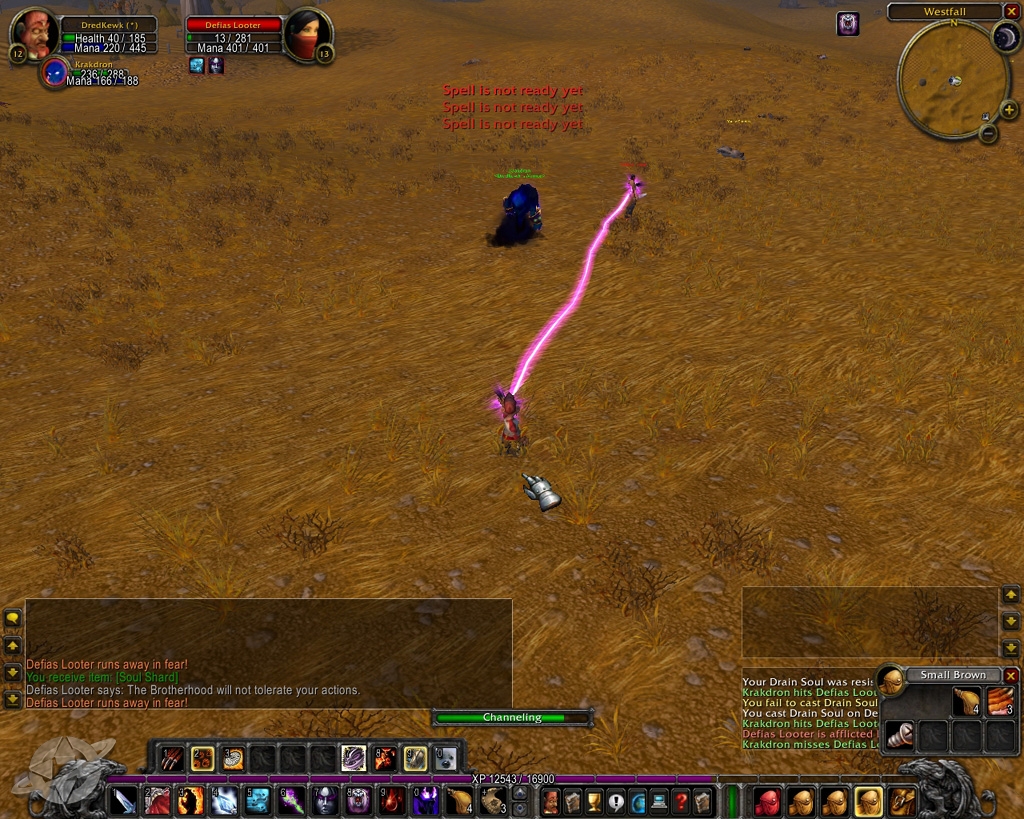 DredKewk (*)
Health 40 / 185
Mana 220 / 445
12
Krakdron
236 / 288
Mana 166 / 188
Defias Looter
13 / 281
Mana 401 / 401
13
Westfall
N
Spell is not ready yet
Spell is not ready yet
Spell is not ready yet
Defias Looter runs away in fear!
You receive item: [Soul Shard]
Defias Looter says: The Brotherhood will not tolerate your actions.
Defias Looter runs away in fear!
Channeling
Your Drain Soul was resis
Krakdron hits Defias Loot
You fail to cast Drain Soul
You cast Drain Soul on De
Krakdron hits Defias Loot
Defias Looter is afflicted
Krakdron misses Defias L
Small Brown
4
3
XP 12543 / 16900
4
3